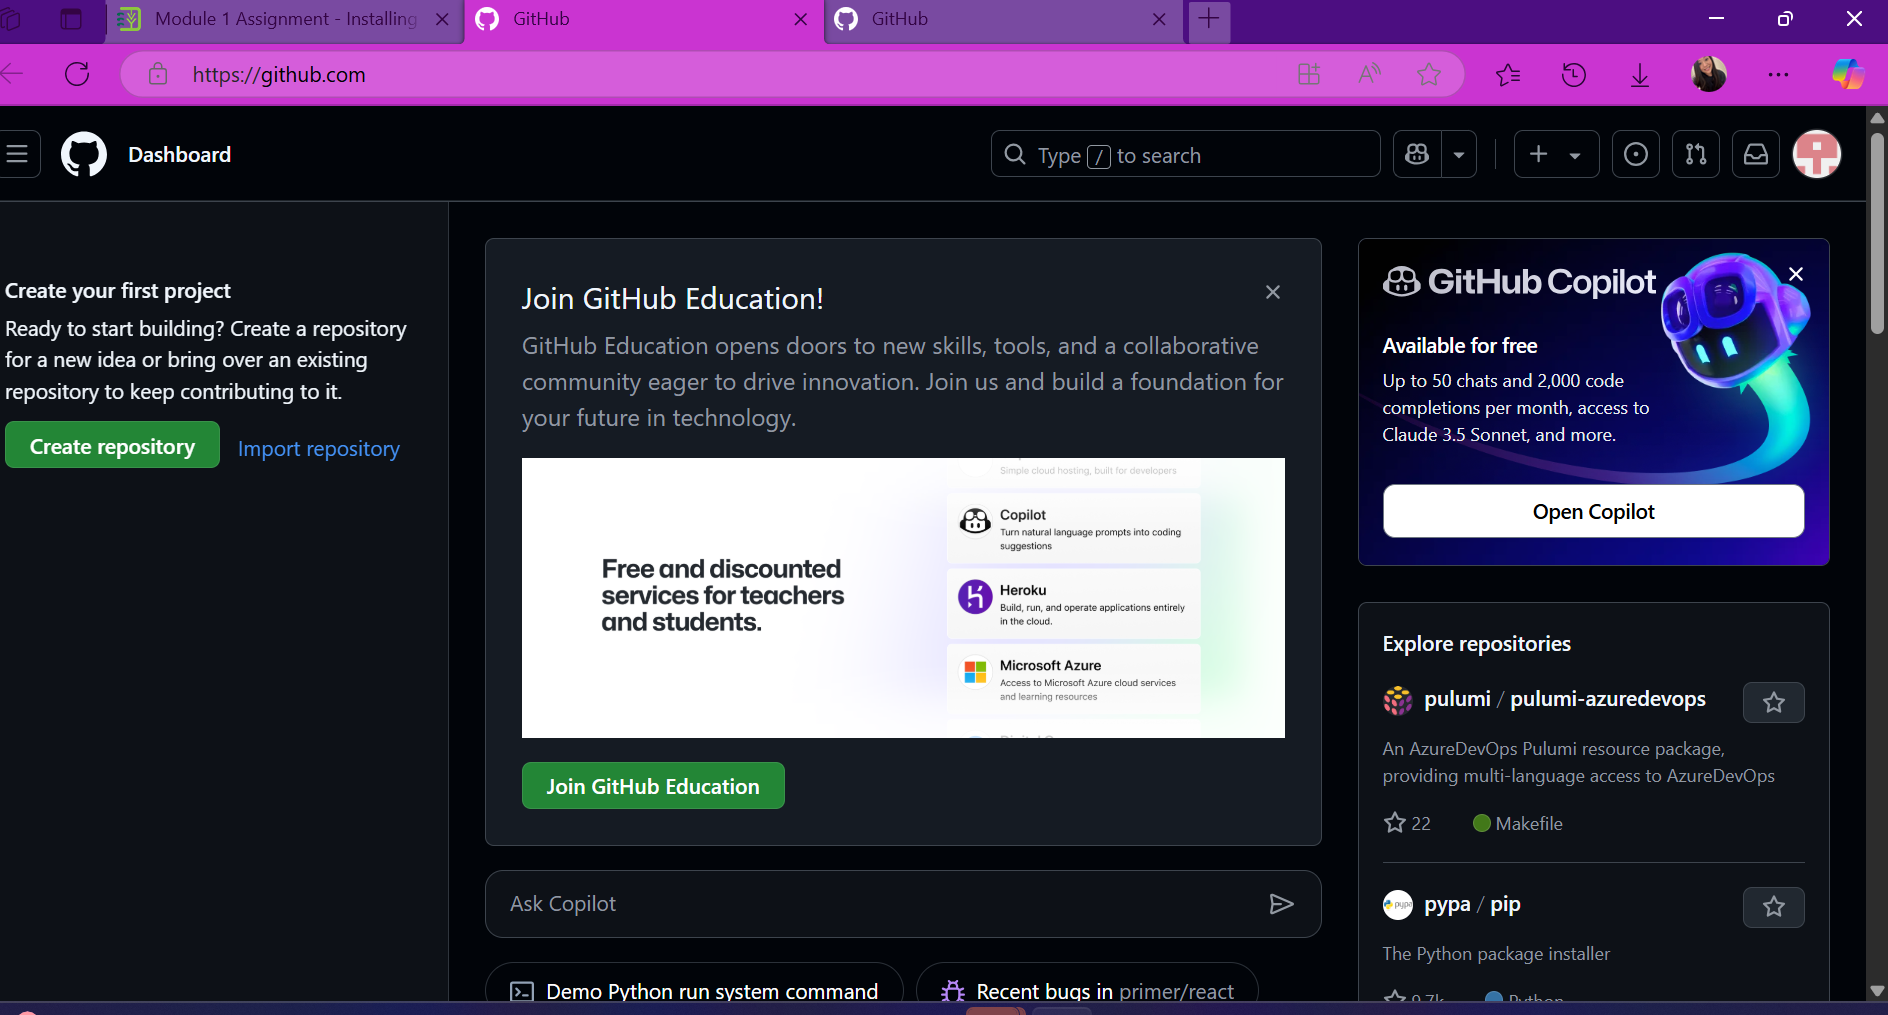 Module 1 Assignment - Installing
GitHub
GitHub
https://github.com
Dashboard
Type / to search
Create your first project
Ready to start building? Create a repository
for a new idea or bring over an existing
repository to keep contributing to it.
Create repository
Import repository
Join GitHub Education!
GitHub Education opens doors to new skills, tools, and a collaborative
community eager to drive innovation. Join us and build a foundation for
your future in technology.
Free and discounted
services for teachers
and students.
Simple cloud hosting, built for developers
Copilot
Turn natural language prompts into coding
suggestions
Heroku
Build, run, and operate applications entirely
in the cloud.
Microsoft Azure
Access to Microsoft Azure cloud services
and learning resources
Join GitHub Education
Ask Copilot
Demo Python run system command
Recent bugs in primer/react
GitHub Copilot
Available for free
Up to 50 chats and 2,000 code
completions per month, access to
Claude 3.5 Sonnet, and more.
Open Copilot
Explore repositories
pulumi / pulumi-azuredevops
An AzureDevOps Pulumi resource package,
providing multi-language access to AzureDevOps
22
Makefile
pypa
pypa / pip
The Python package installer
9.7k
Python